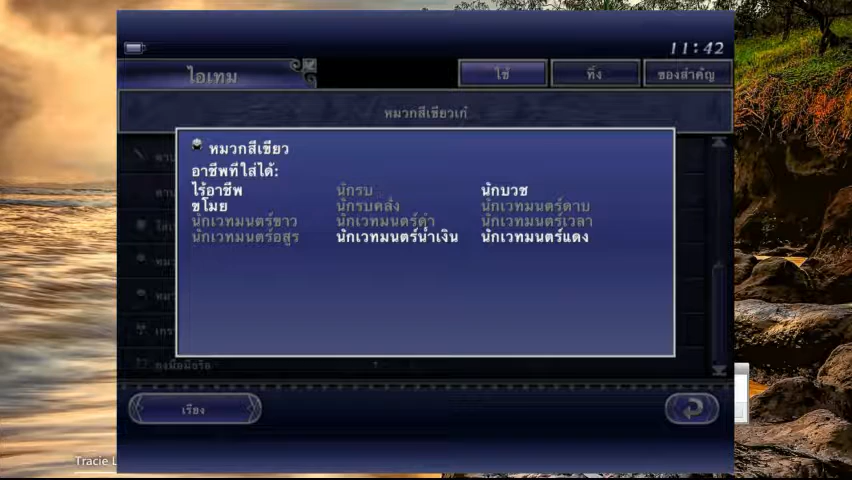 11:42
ไอเทม
ใช้ ทิ้ง ของสำคัญ
หมวกสีเขียวเก๋
หมวกสีเขียว
อาชีพที่ใส่ได้:
ไร้อาชีพ นักรบ นักบวช
ขโมย นักรบคลั่ง นักเวทมนตร์ดาบ
นักเวทมนตร์ขาว นักเวทมนตร์ดำ นักเวทมนตร์เวลา
นักเวทมนตร์อสูร นักเวทมนตร์น้ำเงิน นักเวทมนตร์แดง
เรียง
Tracie L